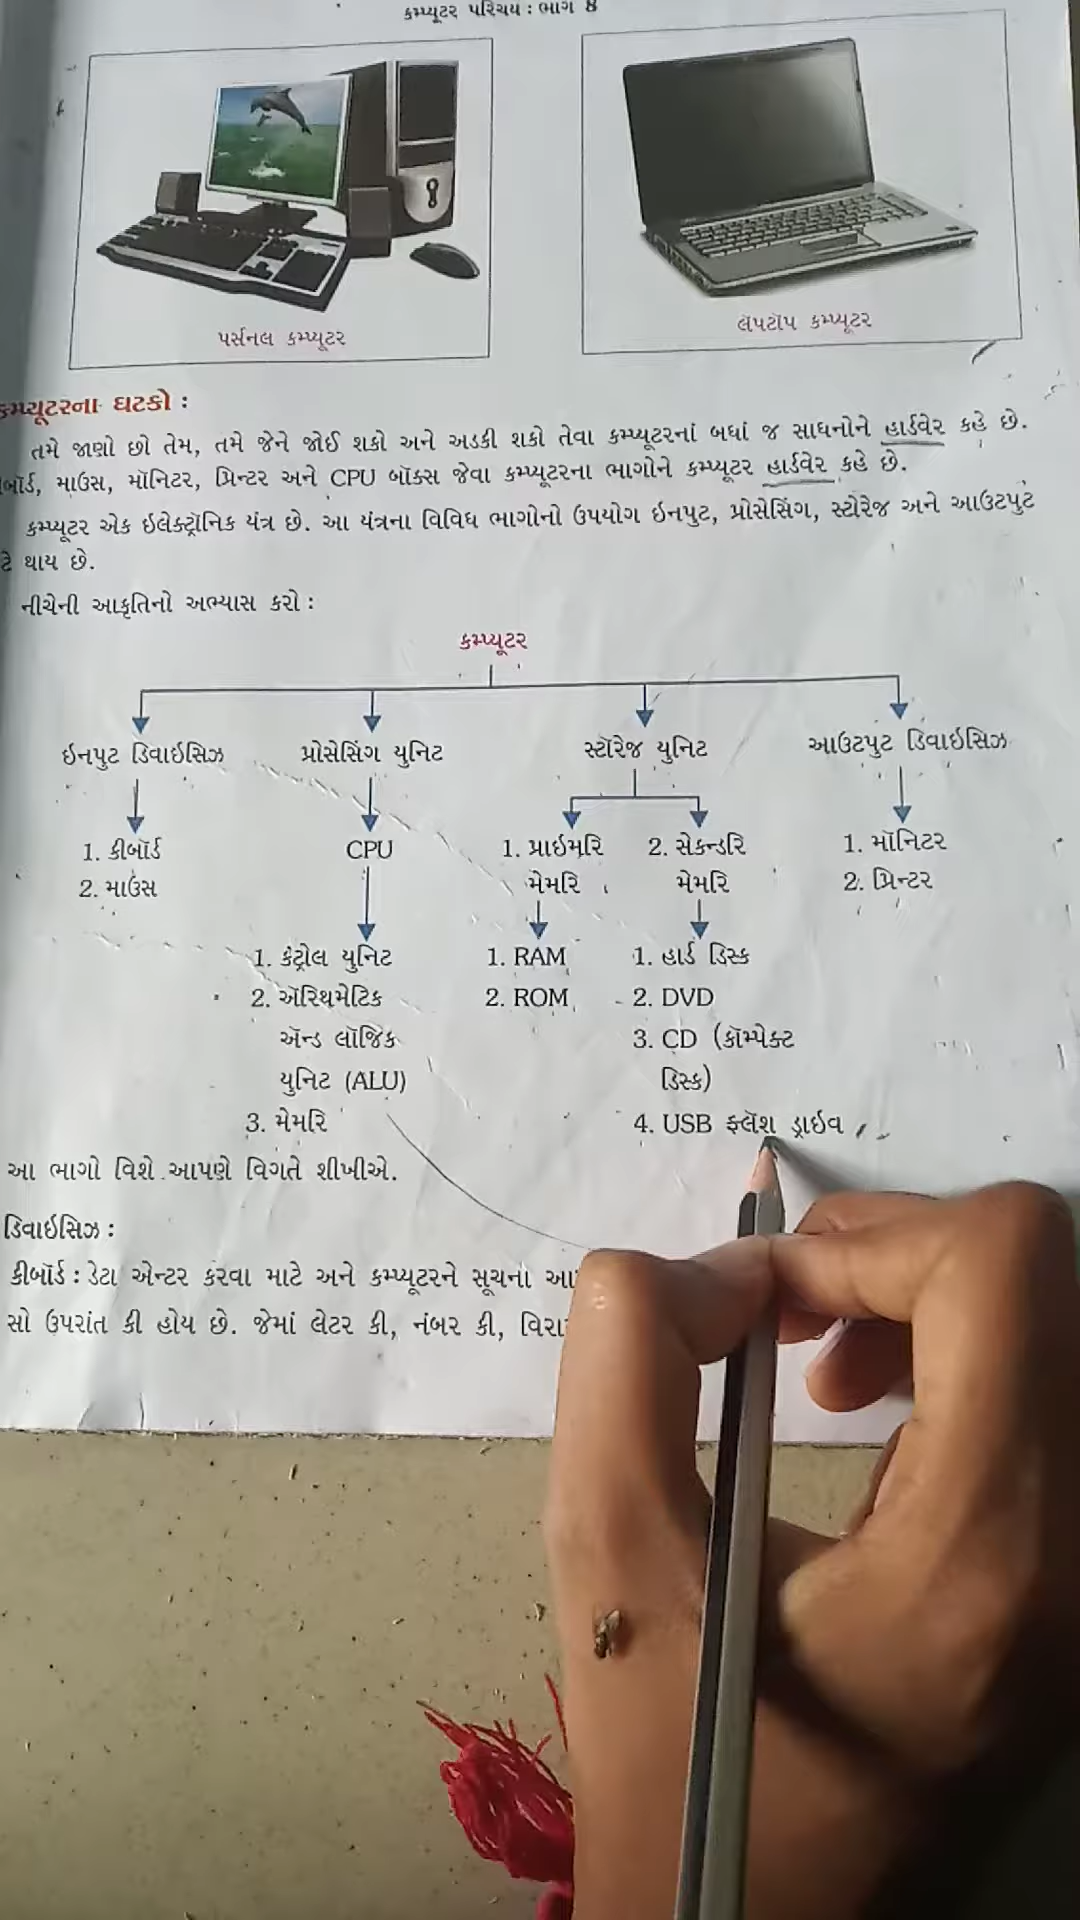 કમ્પ્યૂટર પરિચય : ભાગ 8
પર્સનલ કમ્પ્યૂટર
લૅપટૉપ કમ્પ્યૂટર
કમ્પ્યૂટરના ઘટકો :
તમે જાણો છો તેમ, તમે જેને જોઈ શકો અને અડકી શકો તેવા કમ્પ્યૂટરનાં બધાં જ સાધનોને હાર્ડવેર કહે છે.
બૉર્ડ, માઉસ, મૉનિટર, પ્રિન્ટર અને CPU બૉક્સ જેવા કમ્પ્યૂટરના ભાગોને કમ્પ્યૂટર હાર્ડવેર કહે છે.
કમ્પ્યૂટર એક ઇલેક્ટ્રૉનિક યંત્ર છે. આ યંત્રના વિવિધ ભાગોનો ઉપયોગ ઇનપુટ, પ્રોસેસિંગ, સ્ટોરેજ અને આઉટપુટ
ટે થાય છે.
નીચેની આકૃતિનો અભ્યાસ કરો :
કમ્પ્યૂટર
ઇનપુટ ડિવાઇસિઝ
પ્રોસેસિંગ યુનિટ
સ્ટૉરેજ યુનિટ
આઉટપુટ ડિવાઇસિઝ
1. કીબૉર્ડ
2. માઉસ
CPU
1. કંટ્રોલ યુનિટ
2. ઍરિથમેટિક
ઍન્ડ લૉજિક
યુનિટ (ALU)
3. મેમરિ
1. પ્રાઇમરિ
મેમરિ
1. RAM
2. ROM
2. સેકન્ડરિ
મેમરિ
1. હાર્ડ ડિસ્ક
2. DVD
3. CD (કૉમ્પેક્ટ
ડિસ્ક)
4. USB ફ્લૅશ ડ્રાઇવ
1. મૉનિટર
2. પ્રિન્ટર
આ ભાગો વિશે આપણે વિગતે શીખીએ.
ડિવાઇસિઝ :
કીબૉર્ડ : ડેટા એન્ટર કરવા માટે અને કમ્પ્યૂટરને સૂચના
સો ઉપરાંત કી હોય છે. જેમાં લેટર કી, નંબર કી,